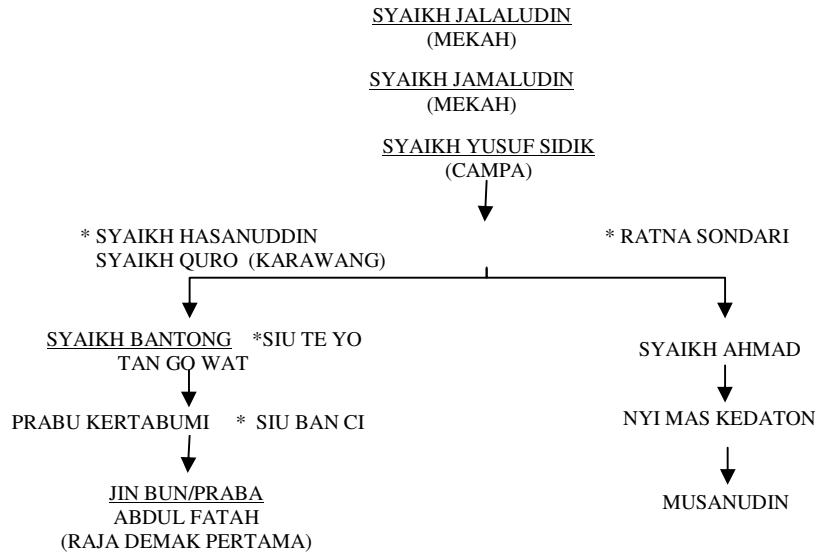 SYAIKH JALALUDIN
(MEKAH)
SYAIKH JAMALUDIN
(MEKAH)
SYAIKH YUSUF SIDIK
(CAMPA)
* SYAIKH HASANUDDIN * RATNA SONDARI
SYAIKH QURO (KARAWANG)
SYAIKH BANTONG *SIU TE YO
TAN GO WAT
SYAIKH AHMAD
PRABU KERTABUMI * SIU BAN CI
NYI MAS KEDATON
JIN BUN/PRABA
ABDUL FATAH
(RAJA DEMAK PERTAMA)
MUSANUDIN